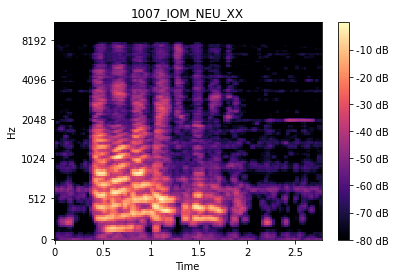 1007_IOM_NEU_XX
8192
4096
2048
1024
512
0
Hz
0
0.5
1
1.5
2
2.5
Time
-10 dB
-20 dB
-30 dB
-40 dB
-50 dB
-60 dB
-70 dB
-80 dB